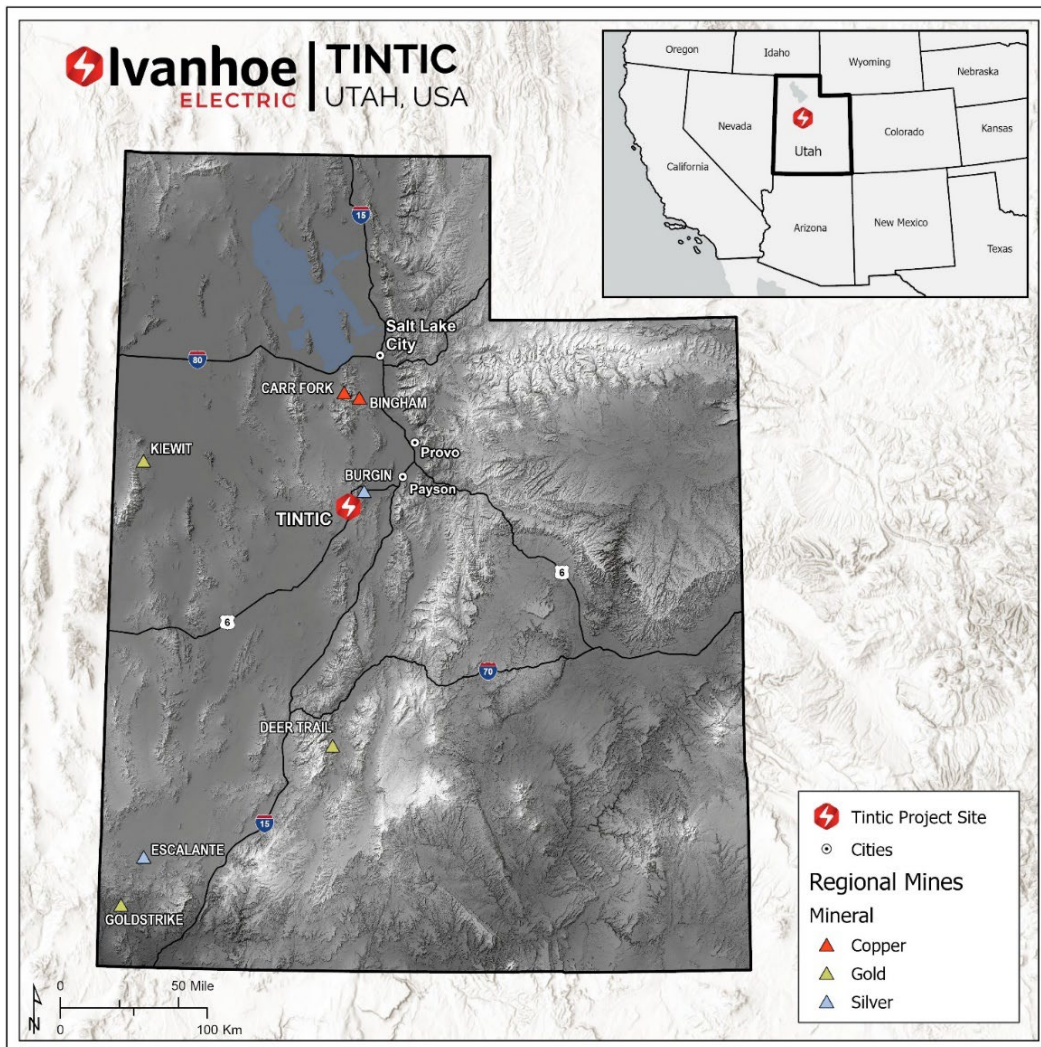 Ivanhoe
ELECTRIC
TINTIC
UTAH, USA
Oregon
Idaho
Wyoming
Nebraska
Nevada
Utah
Colorado
Kansas
California
Arizona
New Mexico
Texas
15
Salt Lake
City
80
CARR FORK
BINGHAM
KIEWIT
Provo
BURGIN
Payson
TINTIC
6
6
70
DEER TRAIL
15
ESCALANTE
GOLDSTRIKE
Tintic Project Site
Cities
Regional Mines
Mineral
Copper
Gold
Silver
0 50 Mile
0 100 Km
N